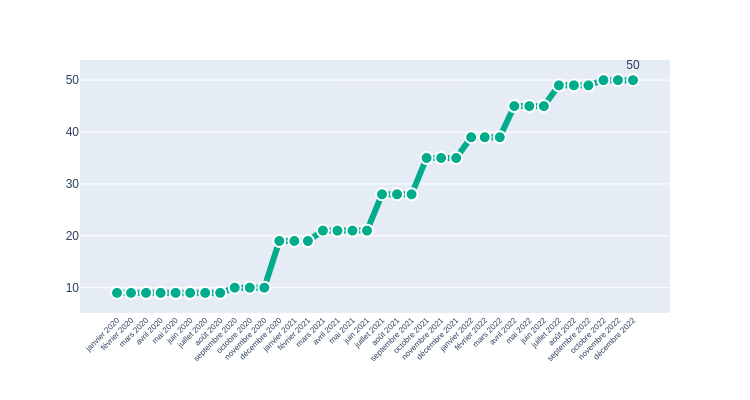 50
50
40
30
20
10
janvier 2020
février 2020
mars 2020
avril 2020
mai 2020
juin 2020
juillet 2020
août 2020
septembre 2020
octobre 2020
novembre 2020
décembre 2020
janvier 2021
février 2021
mars 2021
avril 2021
mai 2021
juin 2021
juillet 2021
août 2021
septembre 2021
octobre 2021
novembre 2021
décembre 2021
janvier 2022
février 2022
mars 2022
avril 2022
mai 2022
juin 2022
juillet 2022
août 2022
septembre 2022
octobre 2022
novembre 2022
décembre 2022